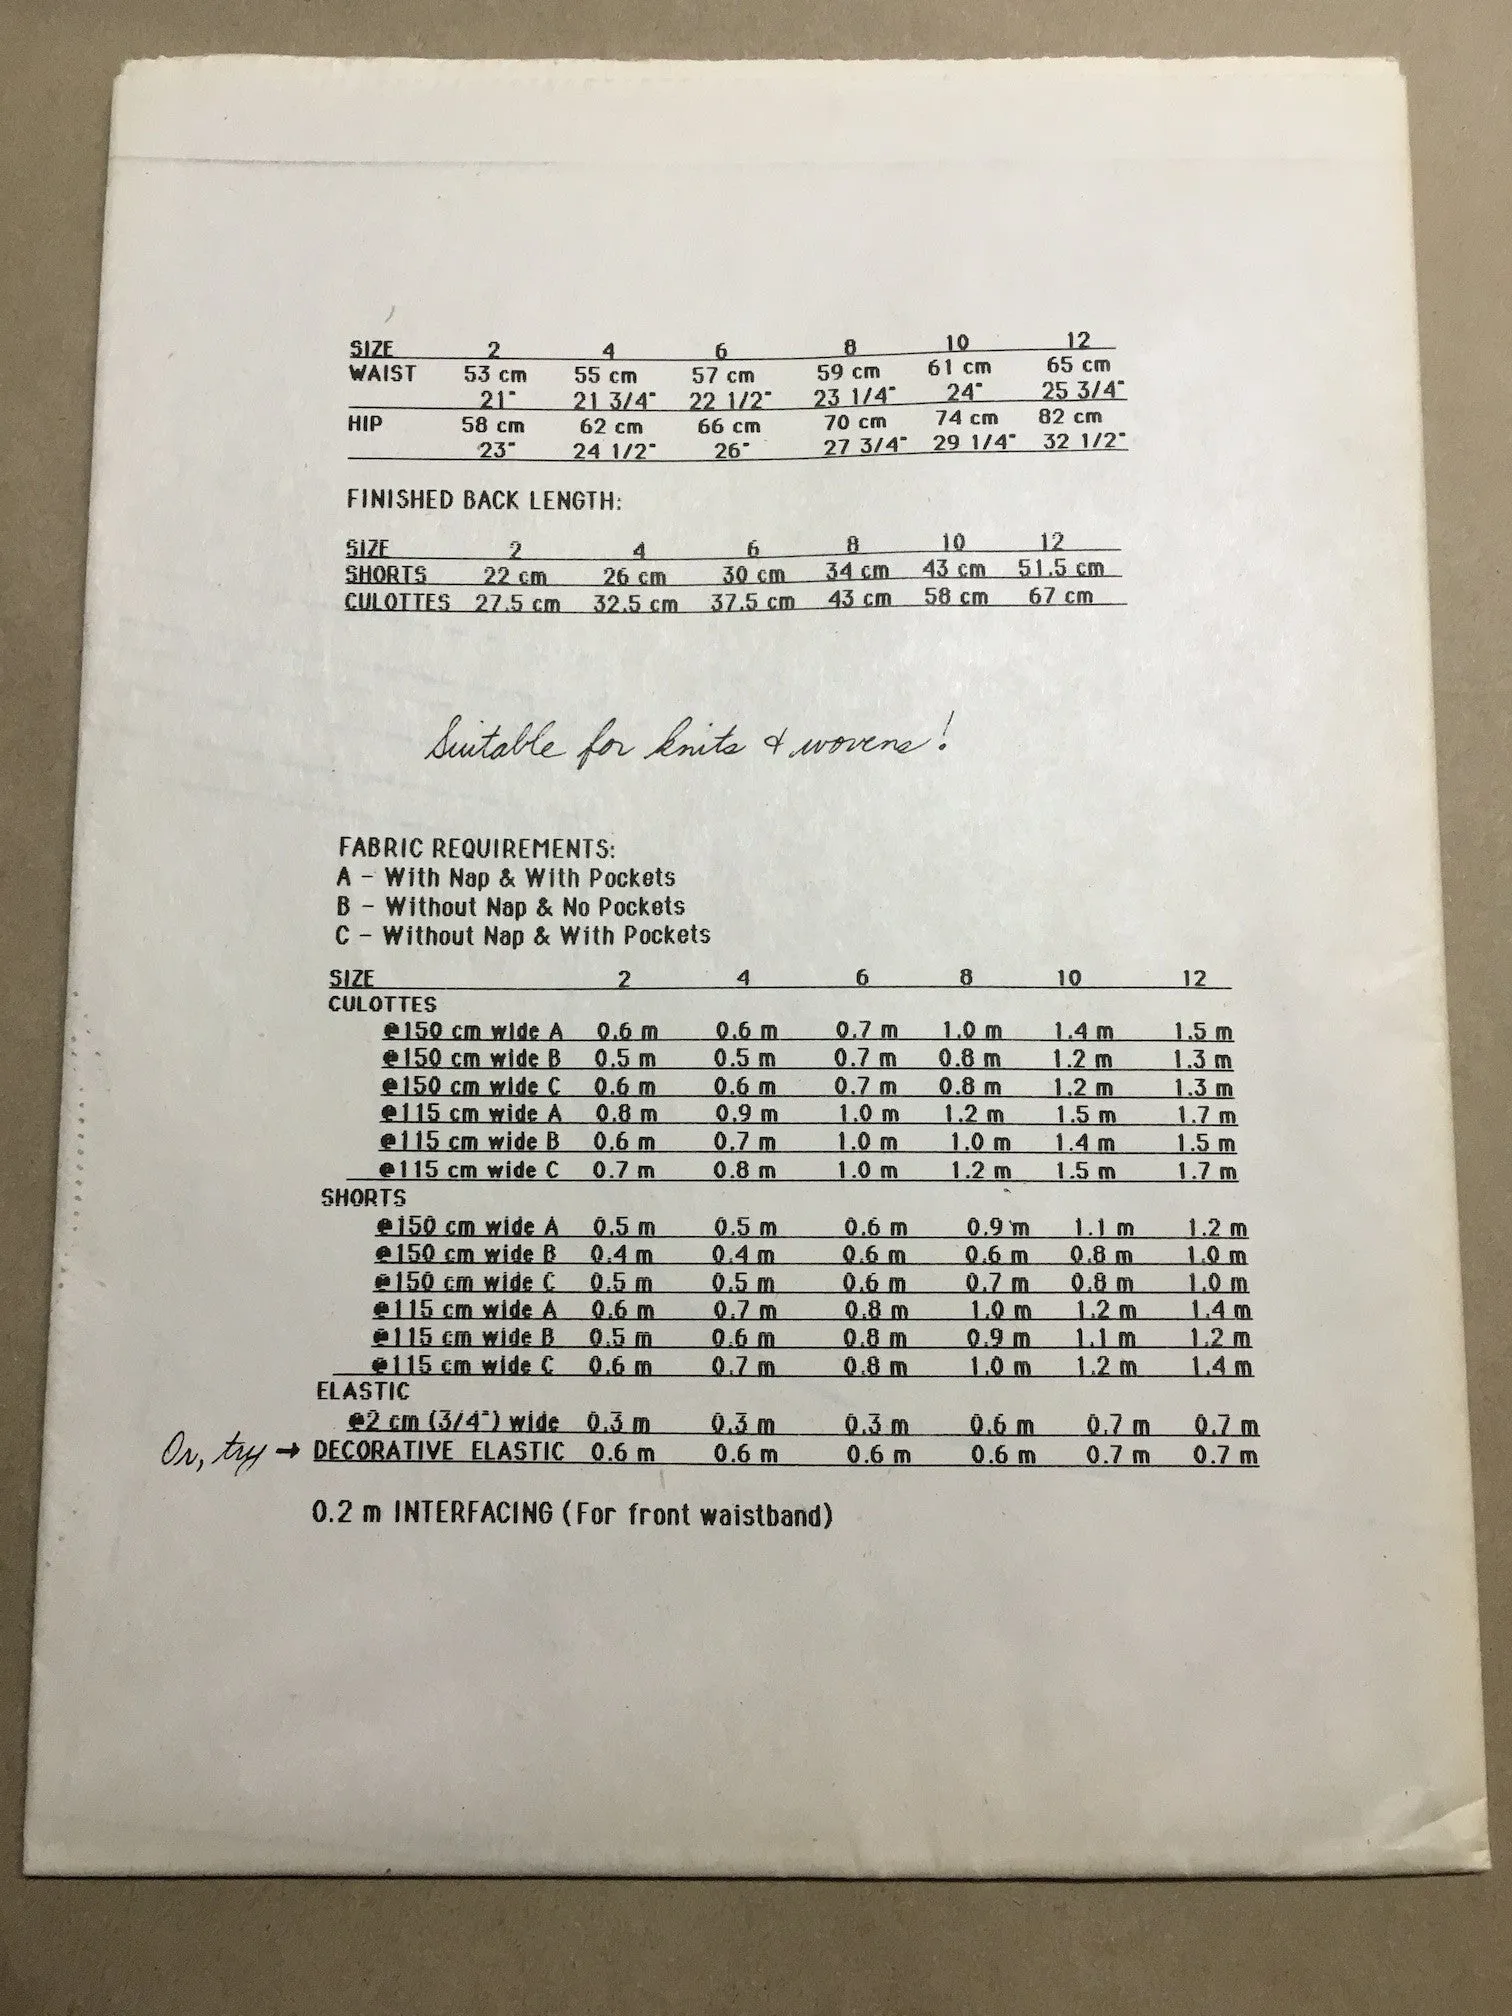 SIZE 2 4 6 8 10 12
WAIST 53 cm 55 cm 57 cm 59 cm 61 cm 65 cm
21" 21 3/4" 22 1/2" 23 1/4" 24" 25 3/4"
HIP 58 cm 62 cm 66 cm 70 cm 74 cm 82 cm
23" 24 1/2" 26" 27 3/4" 29 1/4" 32 1/2"
FINISHED BACK LENGTH:
SIZE 2 4 6 8 10 12
SHORTS 22 cm 26 cm 30 cm 34 cm 43 cm 51.5 cm
CULOTTES 27.5 cm 32.5 cm 37.5 cm 43 cm 58 cm 67 cm
Suitable for knits & wovens!
FABRIC REQUIREMENTS:
A - With Nap & With Pockets
B - Without Nap & No Pockets
C - Without Nap & With Pockets
SIZE 2 4 6 8 10 12
CULOTTES
@150 cm wide A 0.6 m 0.6 m 0.7 m 1.0 m 1.4 m 1.5 m
@150 cm wide B 0.5 m 0.5 m 0.7 m 0.8 m 1.2 m 1.3 m
@150 cm wide C 0.6 m 0.6 m 0.7 m 0.8 m 1.2 m 1.3 m
@115 cm wide A 0.8 m 0.9 m 1.0 m 1.2 m 1.5 m 1.7 m
@115 cm wide B 0.6 m 0.7 m 1.0 m 1.0 m 1.4 m 1.5 m
@115 cm wide C 0.7 m 0.8 m 1.0 m 1.2 m 1.5 m 1.7 m
SHORTS
@150 cm wide A 0.5 m 0.5 m 0.6 m 0.9 m 1.1 m 1.2 m
@150 cm wide B 0.4 m 0.4 m 0.6 m 0.6 m 0.8 m 1.0 m
@150 cm wide C 0.5 m 0.5 m 0.6 m 0.7 m 0.8 m 1.0 m
@115 cm wide A 0.6 m 0.7 m 0.8 m 1.0 m 1.2 m 1.4 m
@115 cm wide B 0.5 m 0.6 m 0.8 m 0.9 m 1.1 m 1.2 m
@115 cm wide C 0.6 m 0.7 m 0.8 m 1.0 m 1.2 m 1.4 m
ELASTIC
@2 cm (3/4") wide 0.3 m 0.3 m 0.3 m 0.6 m 0.7 m 0.7 m
Or, try → DECORATIVE ELASTIC 0.6 m 0.6 m 0.6 m 0.6 m 0.7 m 0.7 m
0.2 m INTERFACING (For front waistband)